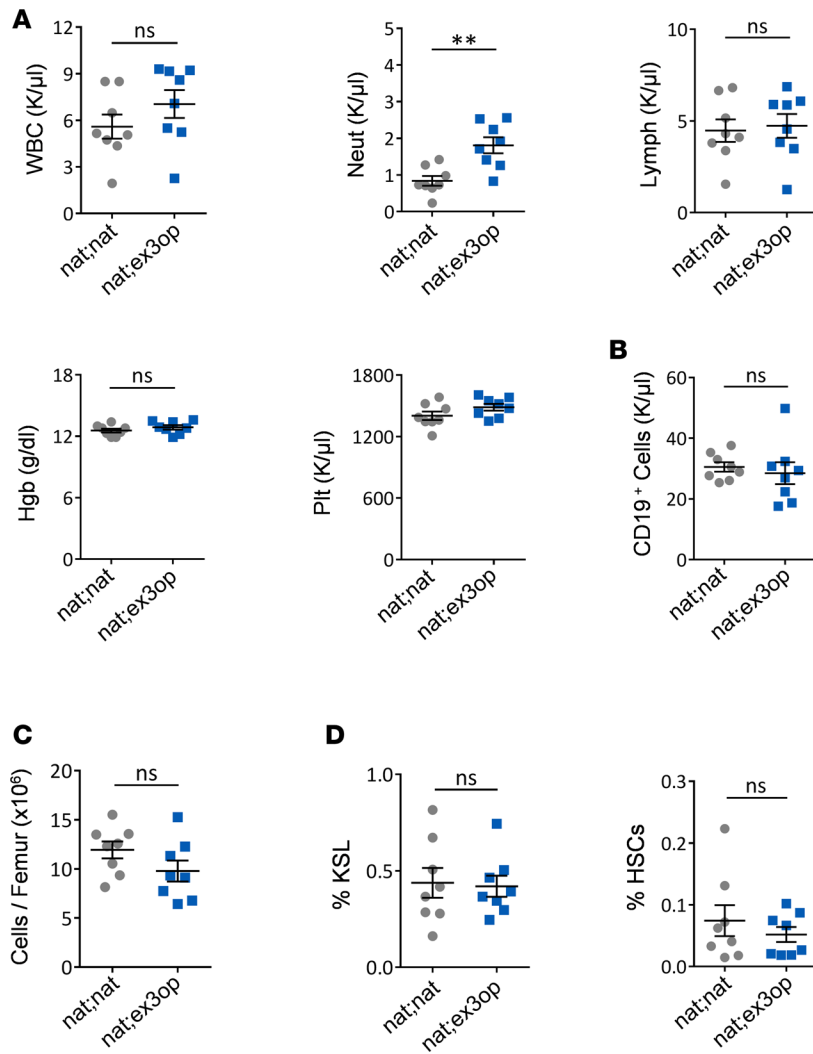 A
WBC (K/µl)
12
9
6
3
0
ns
nat;nat
nat;ex3op
Neut (K/µl)
5
4
3
2
1
0
**
nat;nat
nat;ex3op
Lymph (K/µl)
10
5
0
ns
nat;nat
nat;ex3op
Hgb (g/dl)
18
12
6
0
ns
nat;nat
nat;ex3op
Plt (K/µl)
1800
1200
600
0
nat;nat
nat;ex3op
B
CD19⁺ Cells (K/µl)
60
40
20
0
ns
nat;nat
nat;ex3op
C
Cells / Femur (x10⁶)
20
15
10
5
0
ns
nat;nat
nat;ex3op
D
% KSL
1.0
0.5
0.0
ns
nat;nat
nat;ex3op
% HSCs
0.3
0.2
0.1
0.0
ns
nat;nat
nat;ex3op